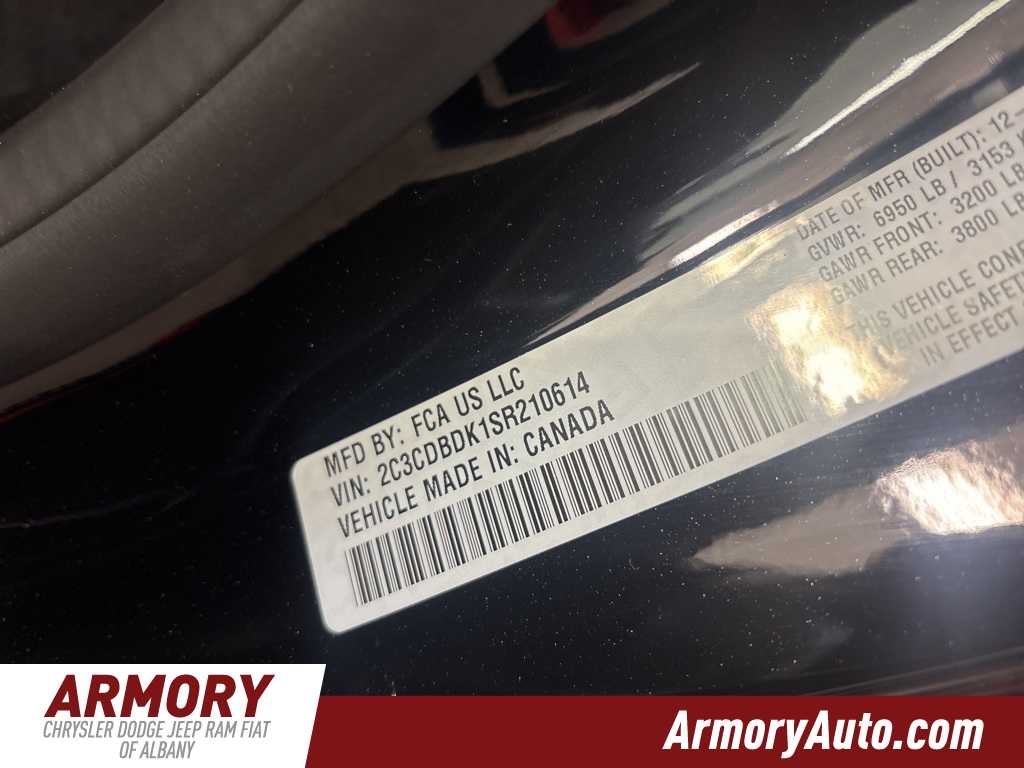 MFD BY: FCA US LLC
VIN: 2C3CDBDK1SR210614
VEHICLE MADE IN: CANADA
DATE OF MFR (BUILT): 12-
GVWR: 6950 LB / 3153 K
GAWR FRONT: 3200 LB
GAWR REAR: 3800 LB
THIS VEHICLE CONF
VEHICLE SAFETY
IN EFFECT
ARMORY
CHRYSLER DODGE JEEP RAM FIAT
OF ALBANY
ArmoryAuto.com